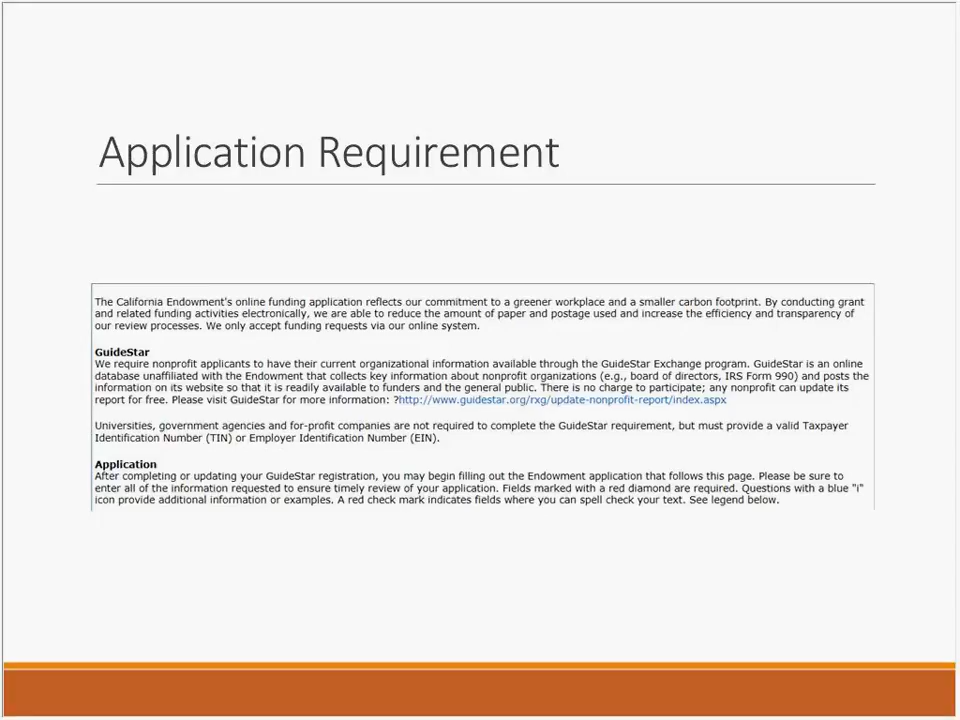 Application Requirement
The California Endowment's online funding application reflects our commitment to a greener workplace and a smaller carbon footprint. By conducting grant
and related funding activities electronically, we are able to reduce the amount of paper and postage used and increase the efficiency and transparency of
our review processes. We only accept funding requests via our online system.
GuideStar
We require nonprofit applicants to have their current organizational information available through the GuideStar Exchange program. GuideStar is an online
database unaffiliated with the Endowment that collects key information about nonprofit organizations (e.g., board of directors, IRS Form 990) and posts the
information on its website so that it is readily available to funders and the general public. There is no charge to participate; any nonprofit can update its
report for free. Please visit GuideStar for more information: ?http://www.guidestar.org/rxg/update-nonprofit-report/index.aspx
Universities, government agencies and for-profit companies are not required to complete the GuideStar requirement, but must provide a valid Taxpayer
Identification Number (TIN) or Employer Identification Number (EIN).
Application
After completing or updating your GuideStar registration, you may begin filling out the Endowment application that follows this page. Please be sure to
enter all of the information requested to ensure timely review of your application. Fields marked with a red diamond are required. Questions with a blue "i"
icon provide additional information or examples. A red check mark indicates fields where you can spell check your text. See legend below.